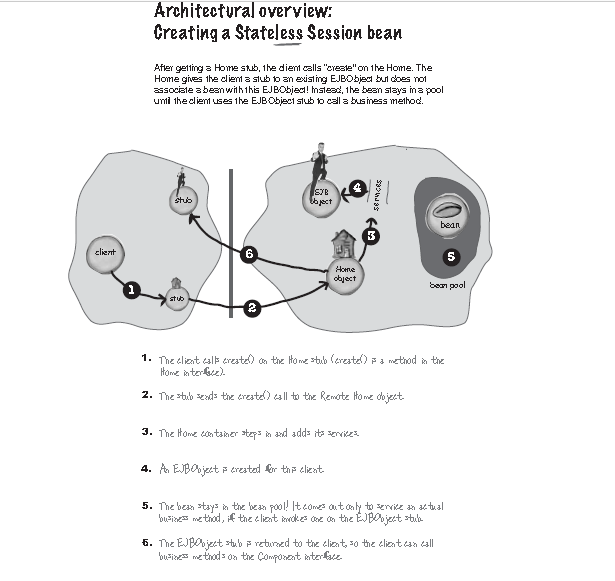 Architectural overview:
Creating a Stateless Session bean
After getting a Home stub, the client calls "create" on the Home. The
Home gives the client a stub to an existing EJBObject but does not
associate a bean with this EJBObject! Instead, the bean stays in a pool
until the client uses the EJBObject stub to call a business method.
stub
EJB
object
4
services
bean
3
client
6
5
Home
object
bean pool
1
stub
2
1. The client calls create() on the Home stub (create() is a method in the
Home interface).
2. The stub sends the create() call to the Remote Home object.
3. The Home container steps in and adds its services.
4. An EJBObject is created for this client.
5. The bean stays in the bean pool! It comes out only to service an actual
business method, if the client invokes one on the EJBObject stub.
6. The EJBObject stub is returned to the client, so the client can call
business methods on the Component interface.